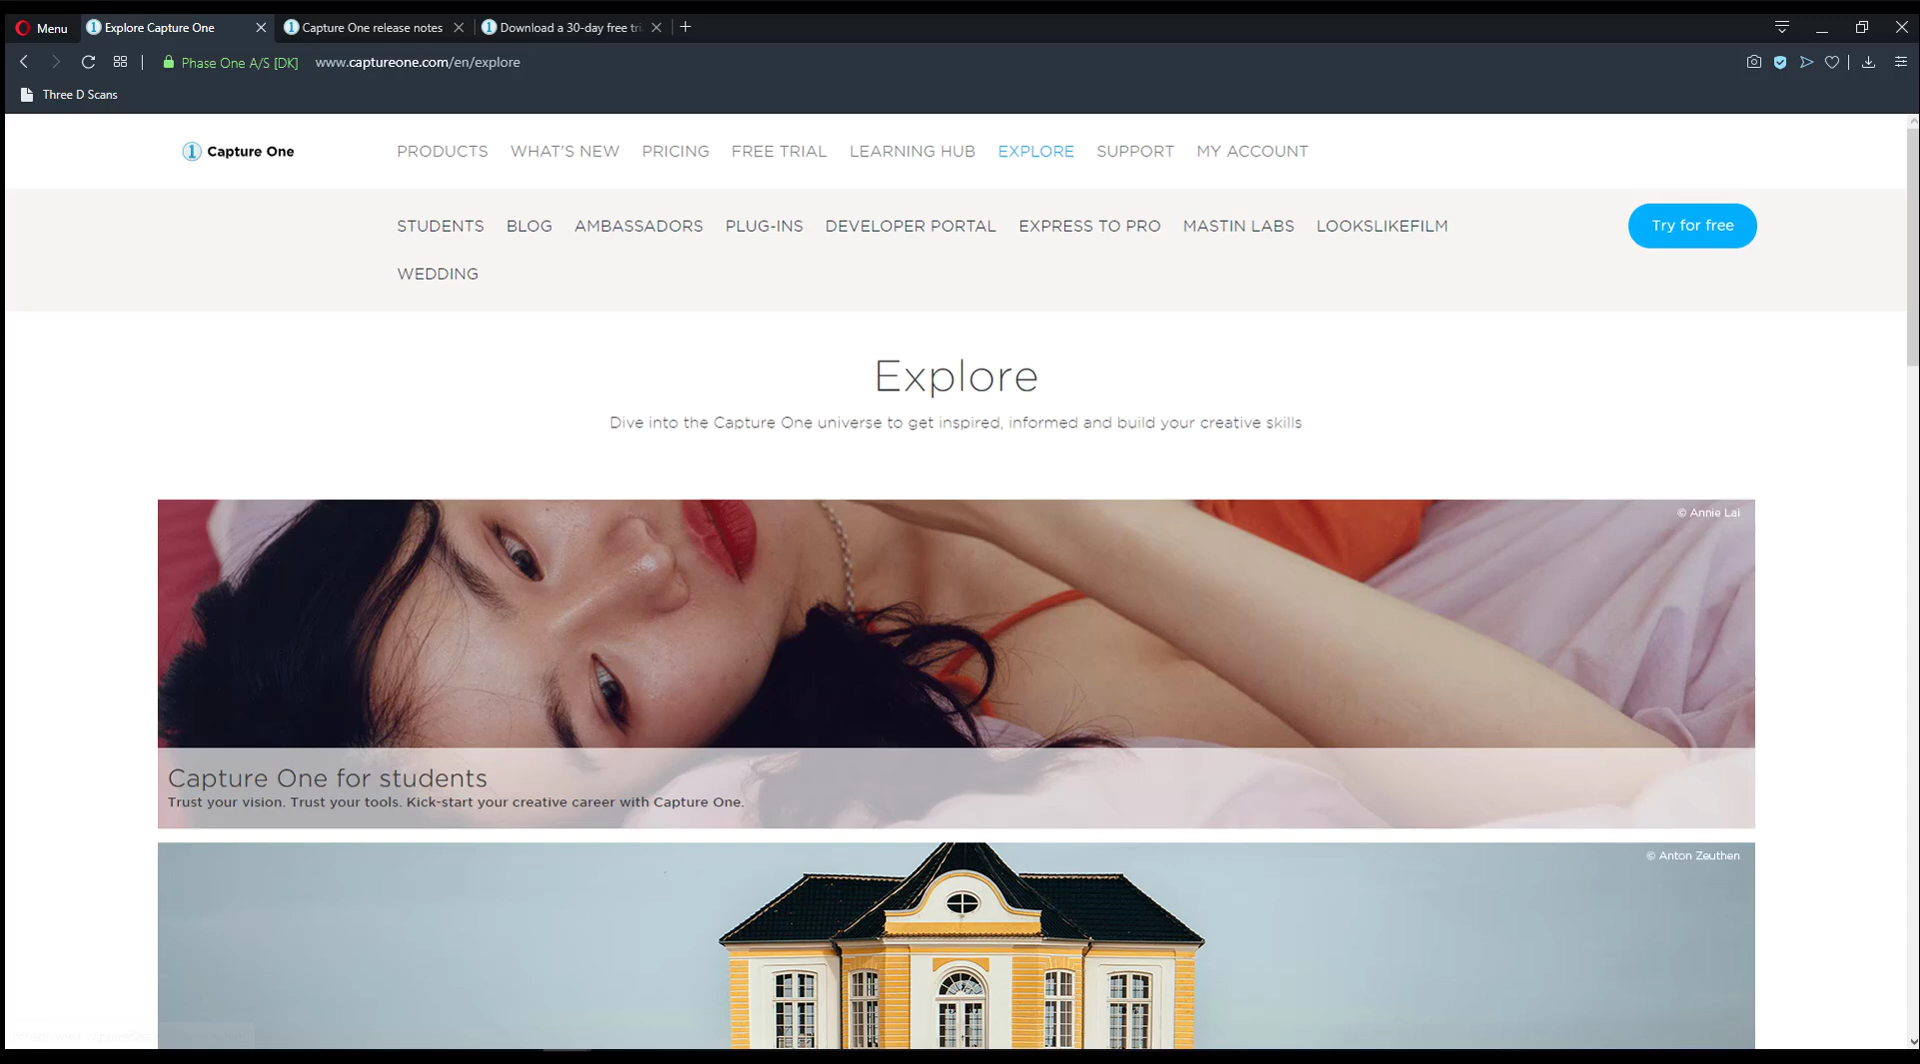 Menu
Explore Capture One
Capture One release notes
Download a 30-day free tri
Phase One A/S [DK] www.captureone.com/en/explore
Three D Scans
Capture One
PRODUCTS WHAT'S NEW PRICING FREE TRIAL LEARNING HUB EXPLORE SUPPORT MY ACCOUNT
STUDENTS BLOG AMBASSADORS PLUG-INS DEVELOPER PORTAL EXPRESS TO PRO MASTIN LABS LOOKSLIKEFILM
Try for free
WEDDING
Explore
Dive into the Capture One universe to get inspired, informed and build your creative skills
© Annie Lai
Capture One for students
Trust your vision. Trust your tools. Kick-start your creative career with Capture One.
© Anton Zeuthen